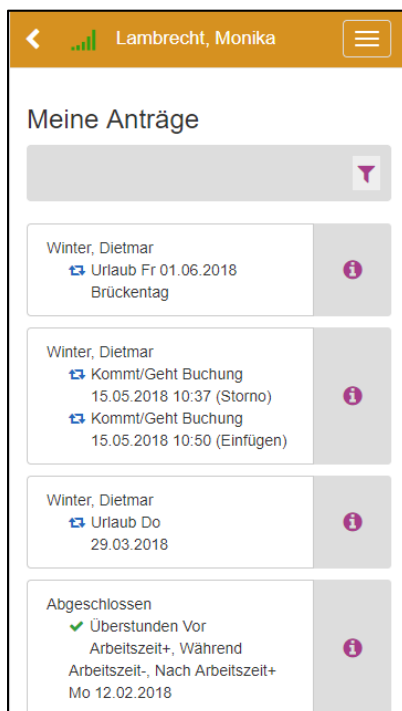 Lambrecht, Monika
Meine Anträge
Winter, Dietmar
Urlaub Fr 01.06.2018
Brückentag
Winter, Dietmar
Kommt/Geht Buchung
15.05.2018 10:37 (Storno)
Kommt/Geht Buchung
15.05.2018 10:50 (Einfügen)
Winter, Dietmar
Urlaub Do
29.03.2018
Abgeschlossen
Überstunden Vor
Arbeitszeit+, Während
Arbeitszeit-, Nach Arbeitszeit+
Mo 12.02.2018